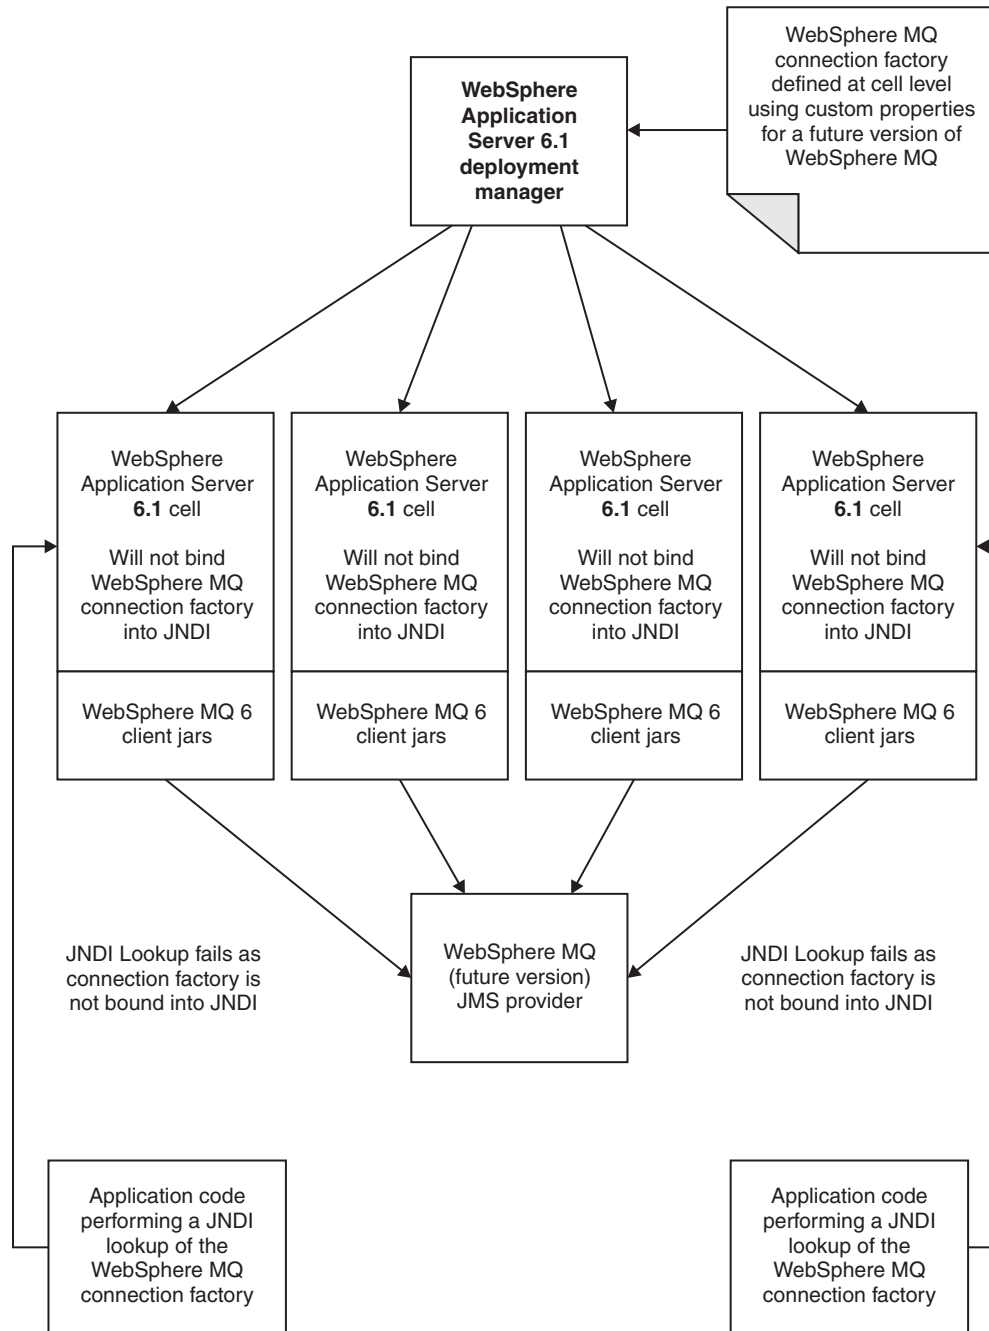 WebSphere MQ
connection factory
defined at cell level
using custom properties
for a future version of
WebSphere MQ
WebSphere
Application
Server 6.1
deployment
manager
WebSphere
Application Server
6.1 cell
Will not bind
WebSphere MQ
connection factory
into JNDI
WebSphere MQ 6
client jars
WebSphere
Application Server
6.1 cell
Will not bind
WebSphere MQ
connection factory
into JNDI
WebSphere MQ 6
client jars
WebSphere
Application Server
6.1 cell
Will not bind
WebSphere MQ
connection factory
into JNDI
WebSphere MQ 6
client jars
WebSphere
Application Server
6.1 cell
Will not bind
WebSphere MQ
connection factory
into JNDI
WebSphere MQ 6
client jars
JNDI Lookup fails as
connection factory is
not bound into JNDI
WebSphere MQ
(future version)
JMS provider
JNDI Lookup fails as
connection factory is
not bound into JNDI
Application code
performing a JNDI
lookup of the
WebSphere MQ
connection factory
Application code
performing a JNDI
lookup of the
WebSphere MQ
connection factory